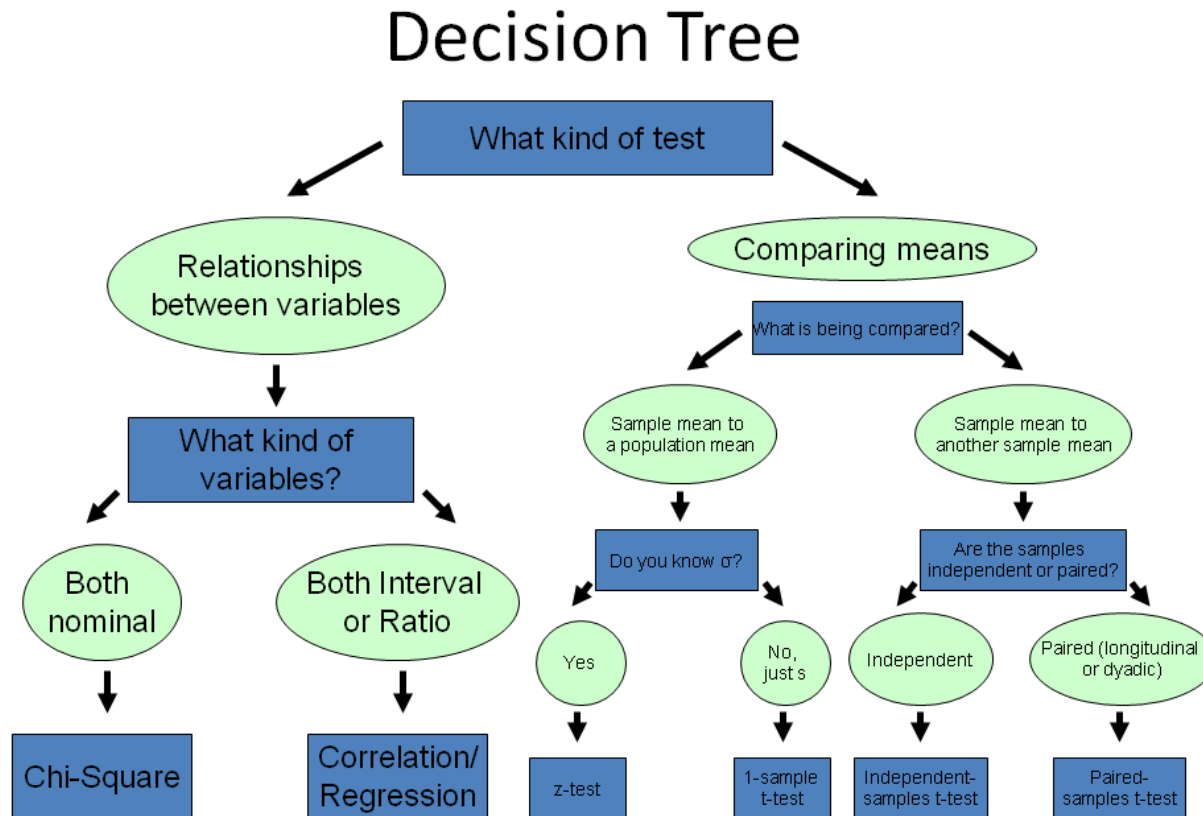 Decision Tree
What kind of test
Relationships
between variables
Comparing means
What is being compared?
What kind of
variables?
Sample mean to
a population mean
Sample mean to
another sample mean
Do you know σ?
Are the samples
independent or paired?
Both
nominal
Both Interval
or Ratio
Yes
No,
just s
Independent
Paired (longitudinal
or dyadic)
Chi-Square
Correlation/
Regression
z-test
1-sample
t-test
Independent-
samples t-test
Paired-
samples t-test